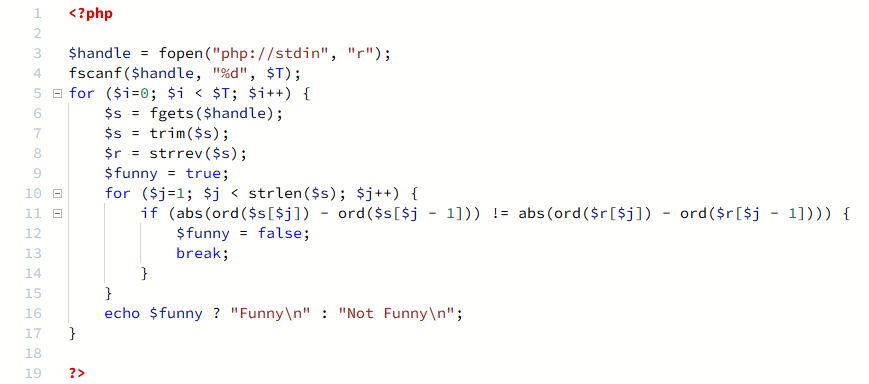 1 <?php
2
3 $handle = fopen("php://stdin", "r");
4 fscanf($handle, "%d", $T);
5 for ($i=0; $i < $T; $i++) {
6 $s = fgets($handle);
7 $s = trim($s);
8 $r = strrev($s);
9 $funny = true;
10 for ($j=1; $j < strlen($s); $j++) {
11 if (abs(ord($s[$j]) - ord($s[$j - 1])) != abs(ord($r[$j]) - ord($r[$j - 1]))) {
12 $funny = false;
13 break;
14 }
15 }
16 echo $funny ? "Funny\n" : "Not Funny\n";
17 }
18
19 ?>